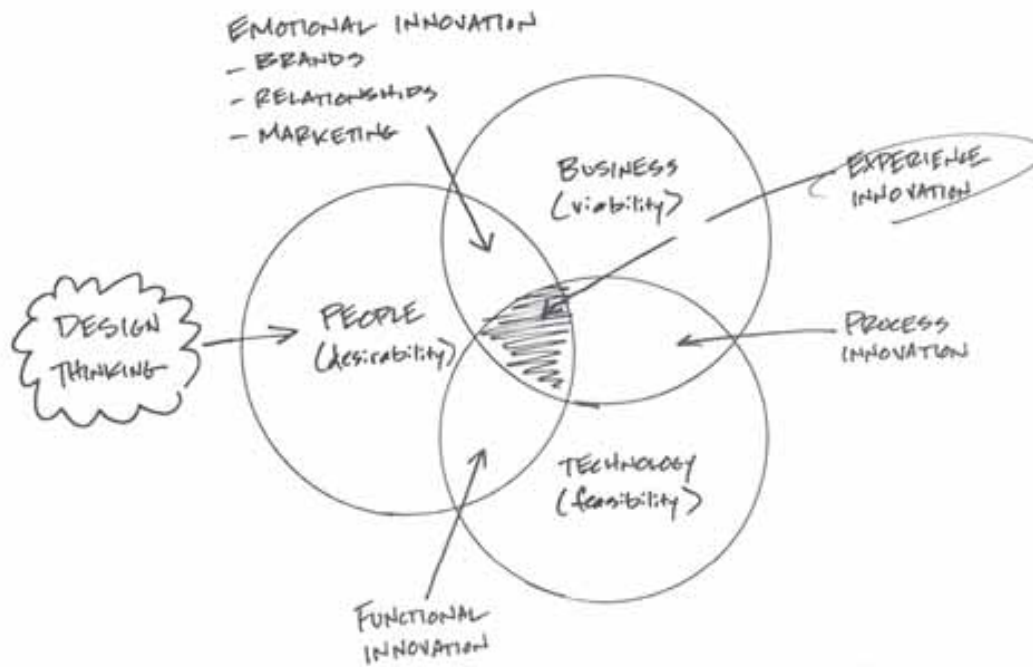 EMOTIONAL INNOVATION
- BRANDS
- RELATIONSHIPS
- MARKETING
BUSINESS
(viability)
EXPERIENCE
INNOVATION
DESIGN
THINKING
PEOPLE
(desirability)
PROCESS
INNOVATION
TECHNOLOGY
(feasibility)
FUNCTIONAL
INNOVATION